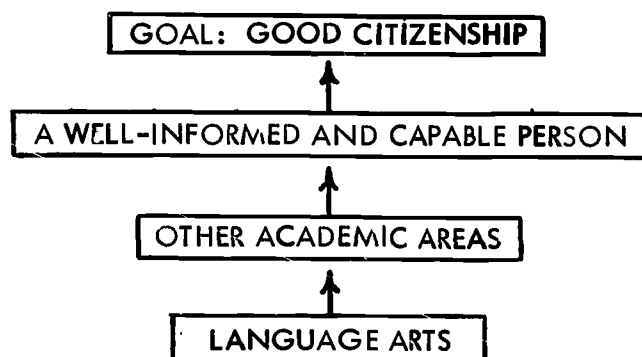 GOAL: GOOD CITIZENSHIP
A WELL-INFORMED AND CAPABLE PERSON
OTHER ACADEMIC AREAS
LANGUAGE ARTS